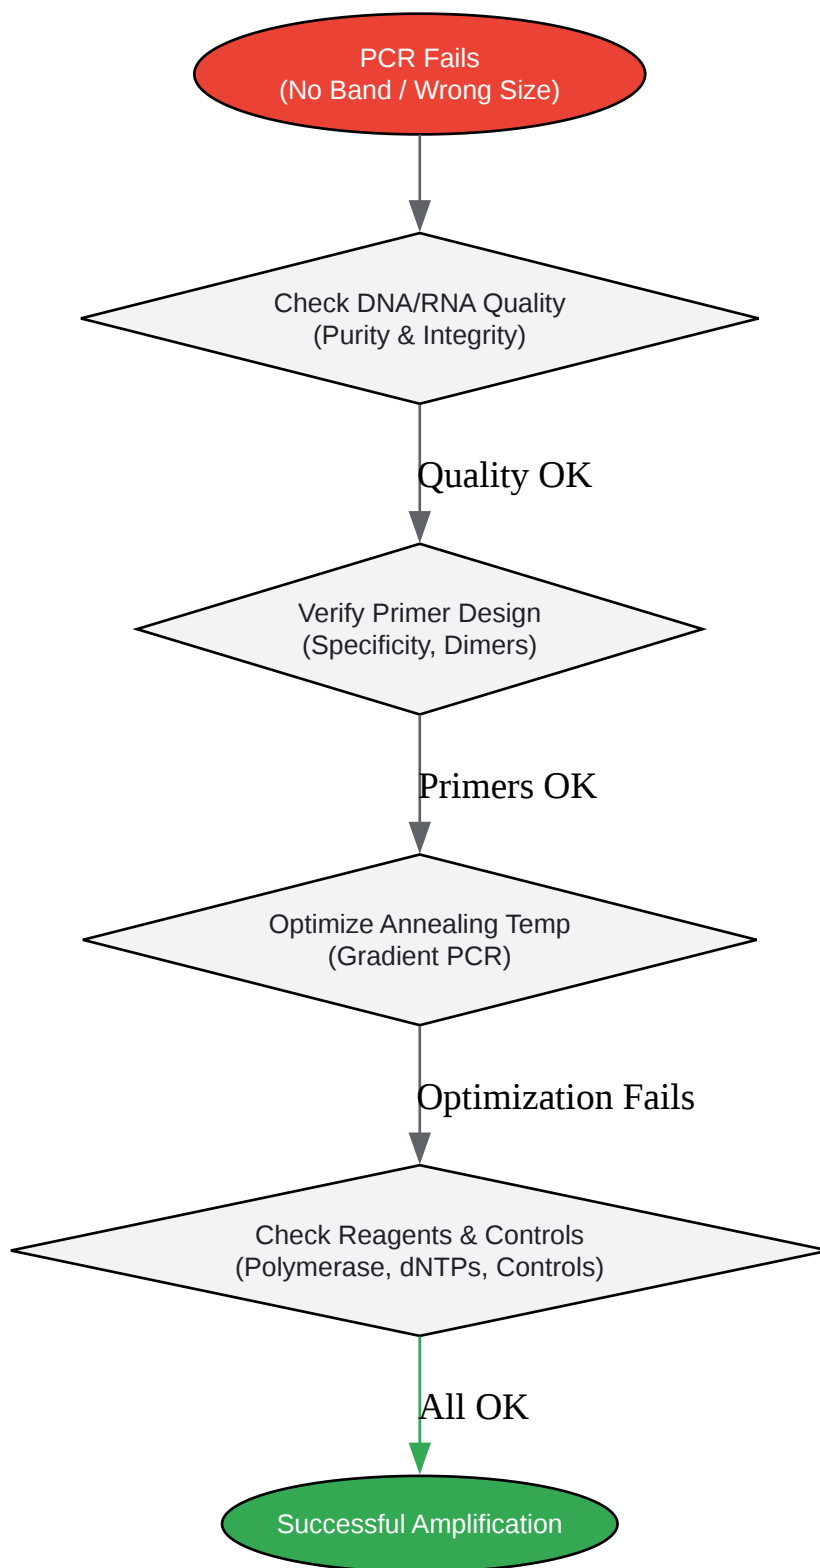 PCR Fails
(No Band / Wrong Size)
Check DNA/RNA Quality
(Purity & Integrity)
Quality OK
Verify Primer Design
(Specificity, Dimers)
Primers OK
Optimize Annealing Temp
(Gradient PCR)
Optimization Fails
Check Reagents & Controls
(Polymerase, dNTPs, Controls)
All OK
Successful Amplification